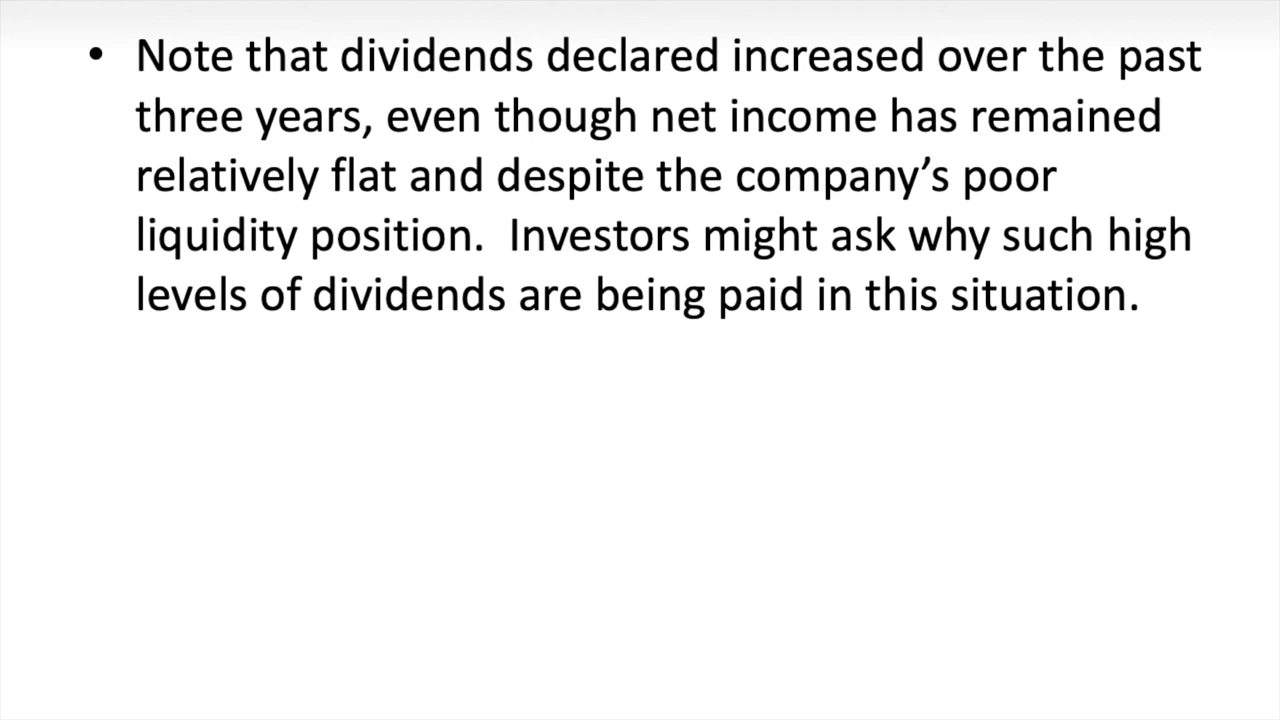 • Note that dividends declared increased over the past
three years, even though net income has remained
relatively flat and despite the company’s poor
liquidity position.  Investors might ask why such high
levels of dividends are being paid in this situation.